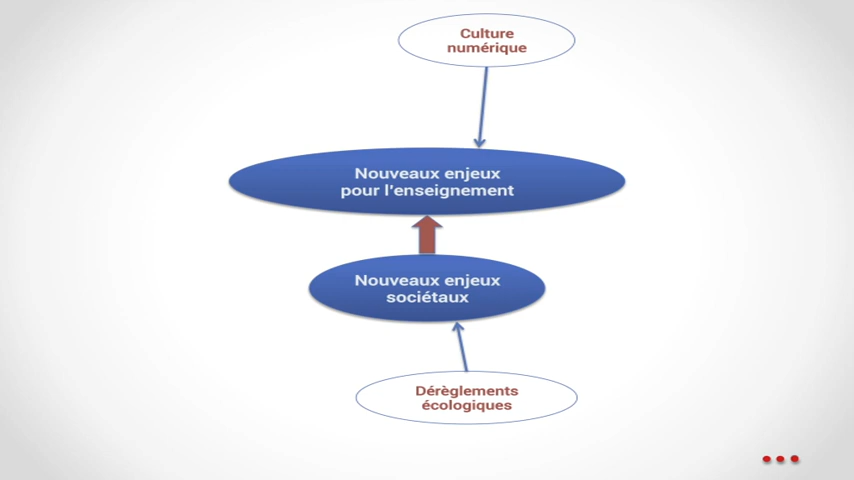 Culture
numérique
Nouveaux enjeux
pour l'enseignement
Nouveaux enjeux
sociétaux
Dérèglements
écologiques